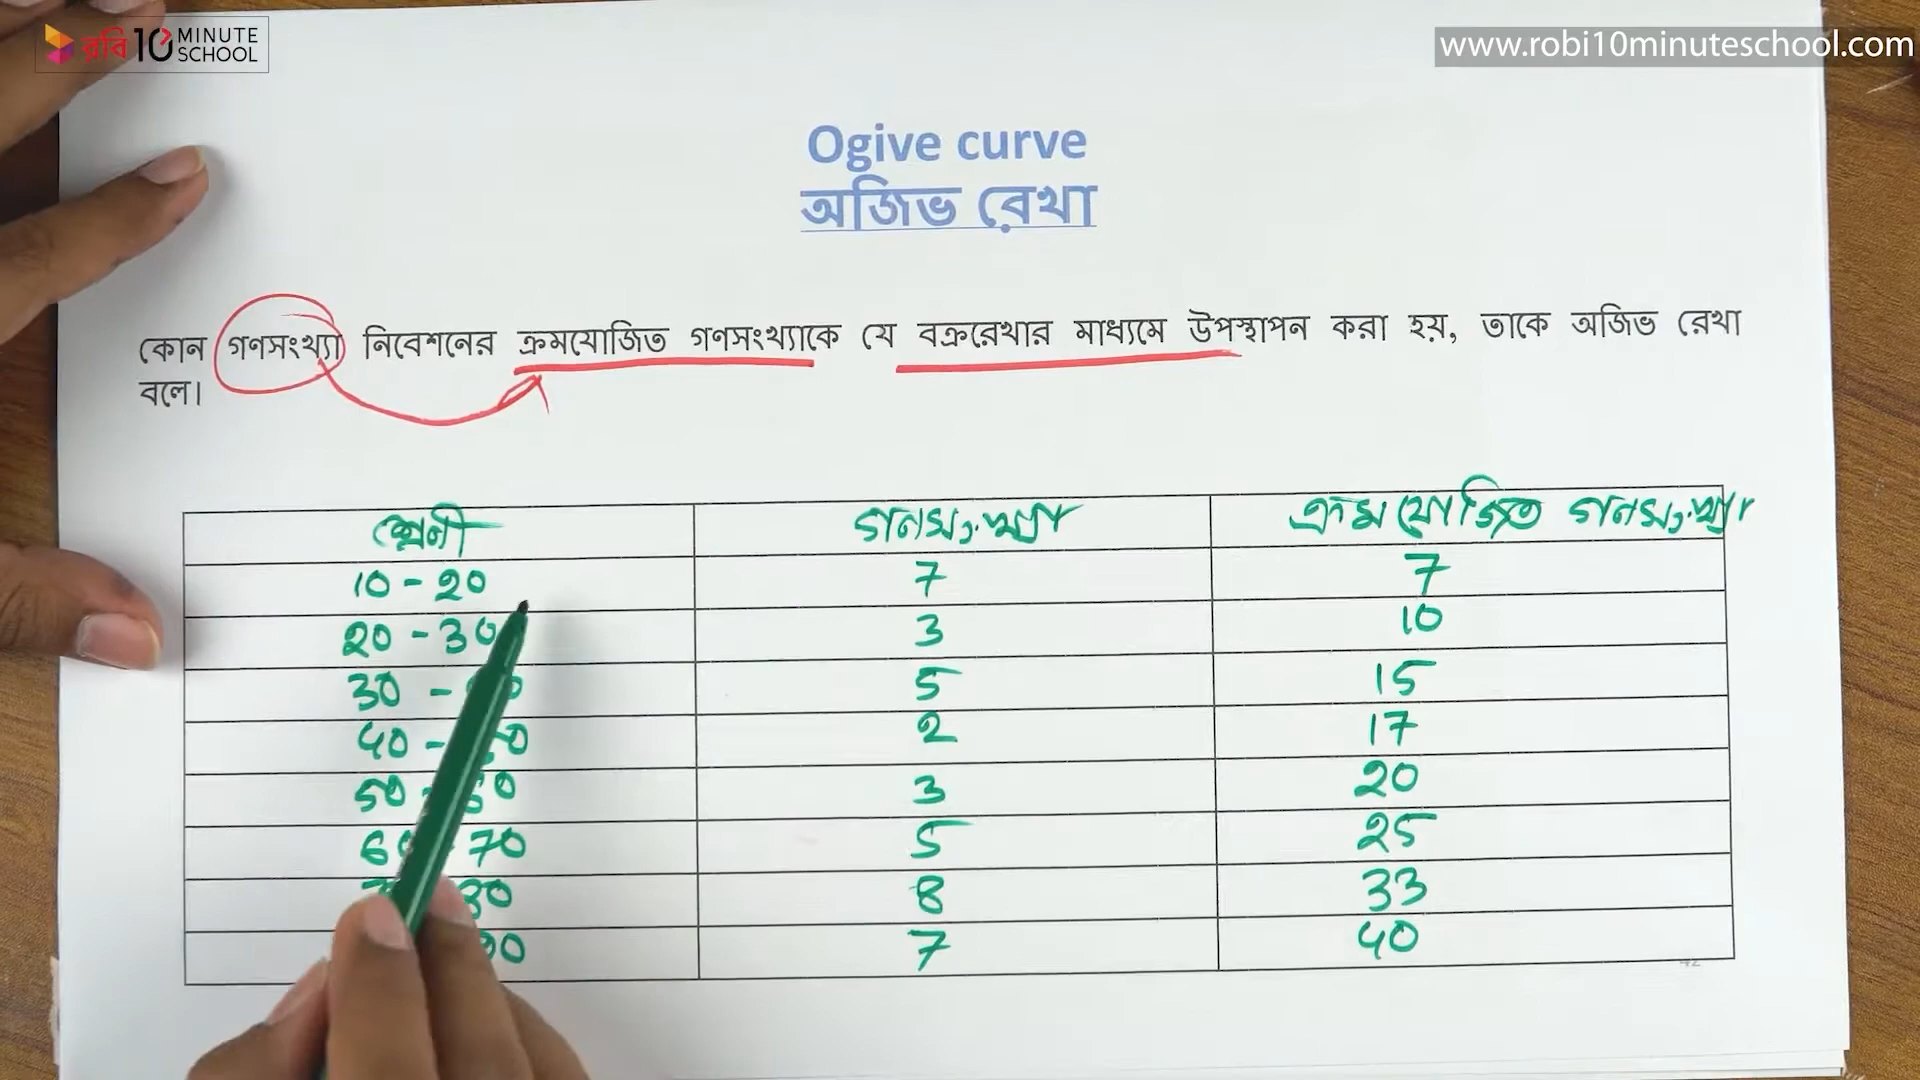 রবি 10 MINUTE SCHOOL
www.robi10minuteschool.com
Ogive curve
অজিভ রেখা
কোন গণসংখ্যা নিবেশনের ক্রমযোজিত গণসংখ্যাকে যে বক্ররেখার মাধ্যমে উপস্থাপন করা হয়, তাকে অজিভ রেখা
বলে।
শ্রেনী গনসংখ্যা ক্রমযোজিত গনসংখ্যা
10 - 20 7 7
20 - 30 3 10
30 - 5 15
40 - 2 17
50 - 3 20
70 5 25
8 33
7 40
42